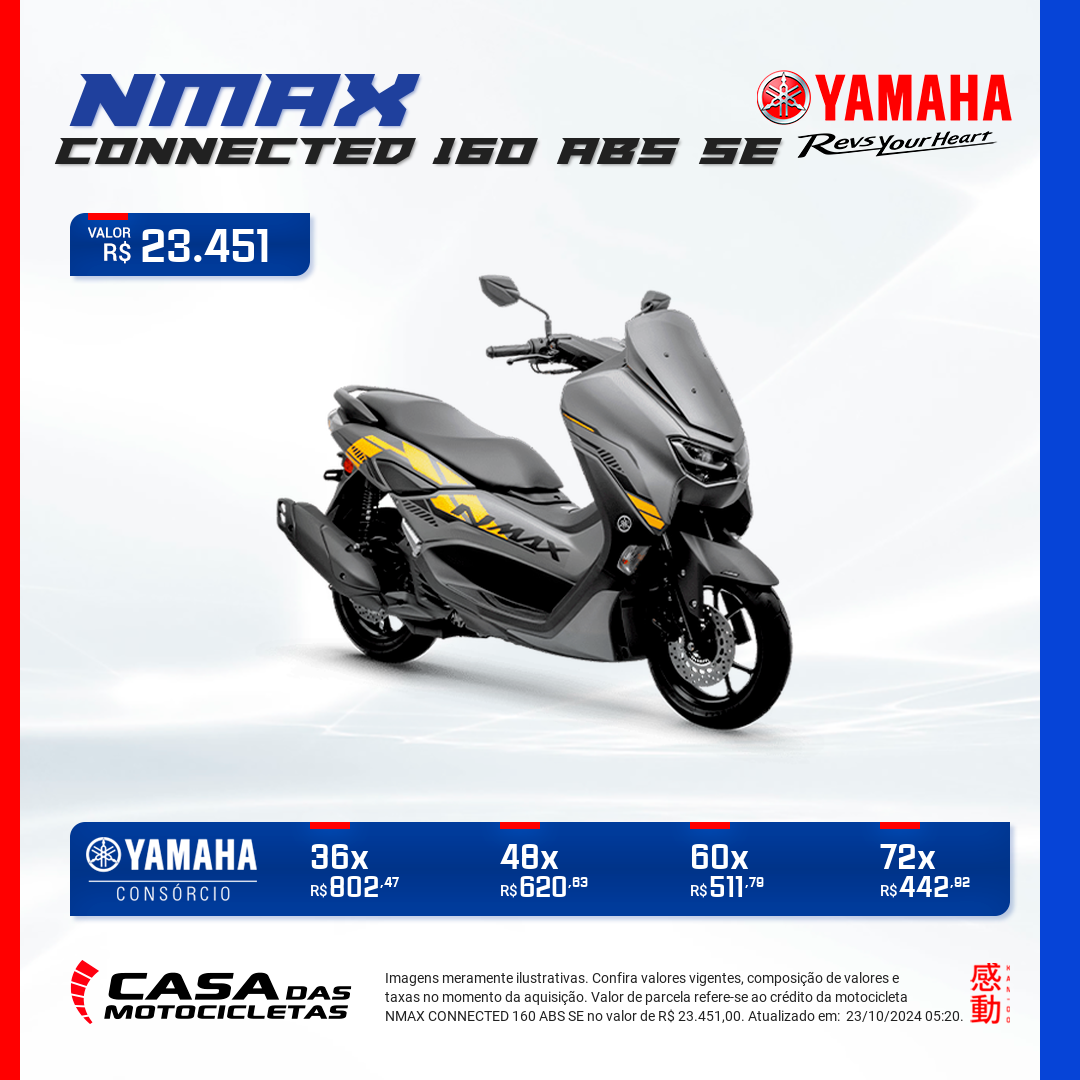 NMAX
CONNECTED 160 ABS SE
YAMAHA
Revs Your Heart
VALOR
R$ 23.451
NMAX
YAMAHA
CONSÓRCIO
36x
R$ 802,47
48x
R$ 620,63
60x
R$ 511,79
72x
R$ 442,92
CASA DAS
MOTOCICLETAS
Imagens meramente ilustrativas. Confira valores vigentes, composição de valores e
taxas no momento da aquisição. Valor de parcela refere-se ao crédito da motocicleta
NMAX CONNECTED 160 ABS SE no valor de R$ 23.451,00. Atualizado em: 23/10/2024 05:20.
感動